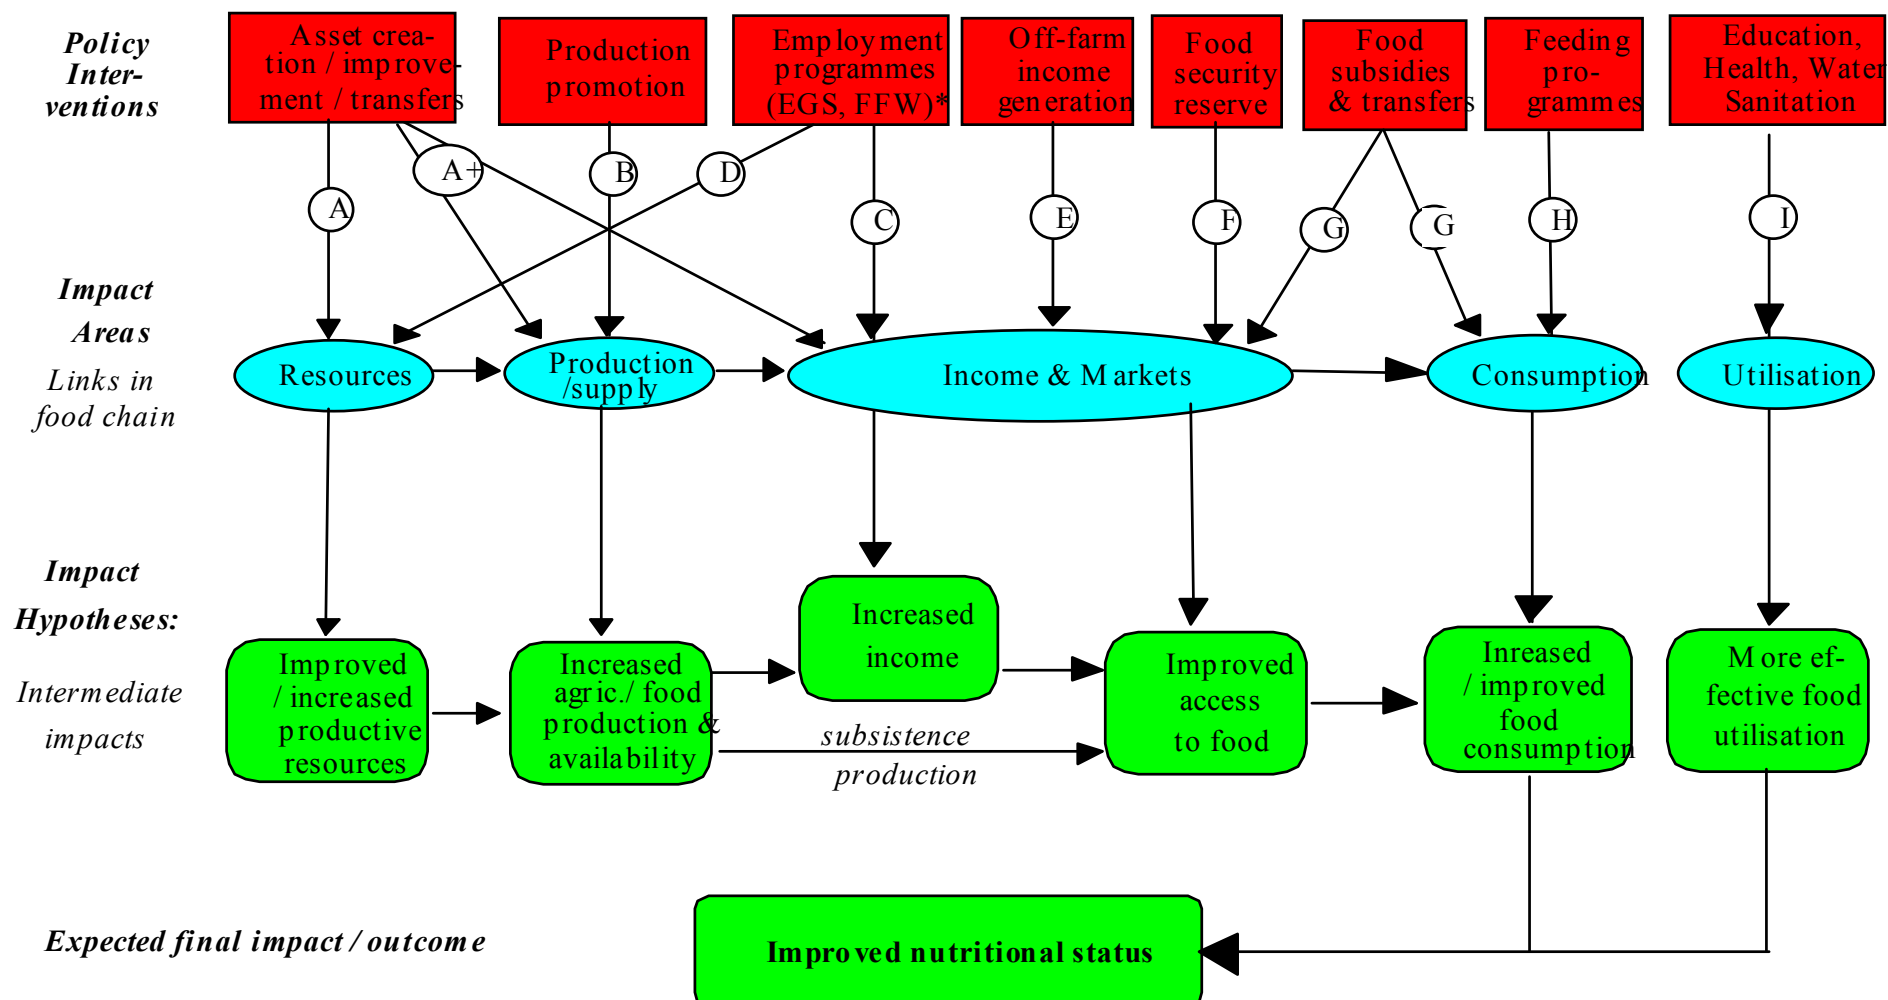 Policy
Inter-
ventions
Asset crea-
tion / improve-
ment / transfers
Production
promotion
Employment
programmes
(EGS, FFW)*
Off-farm
income
generation
Food
security
reserve
Food
subsidies
& transfers
Feeding
pro-
grammes
Education,
Health, Water
Sanitation
A
A+
B
D
C
E
F
G
G
H
I
Impact
Areas
Links in
food chain
Resources
Production
/supply
Income & Markets
Consumption
Utilisation
Impact
Hypotheses:
Intermediate
impacts
Improved
/ increased
productive
resources
Increased
agric./ food
production &
availability
Increased
income
subsistence
production
Improved
access
to food
Inreased
/ improved
food
consumption
More ef-
fective food
utilisation
Expected final impact / outcome
Improved nutritional status